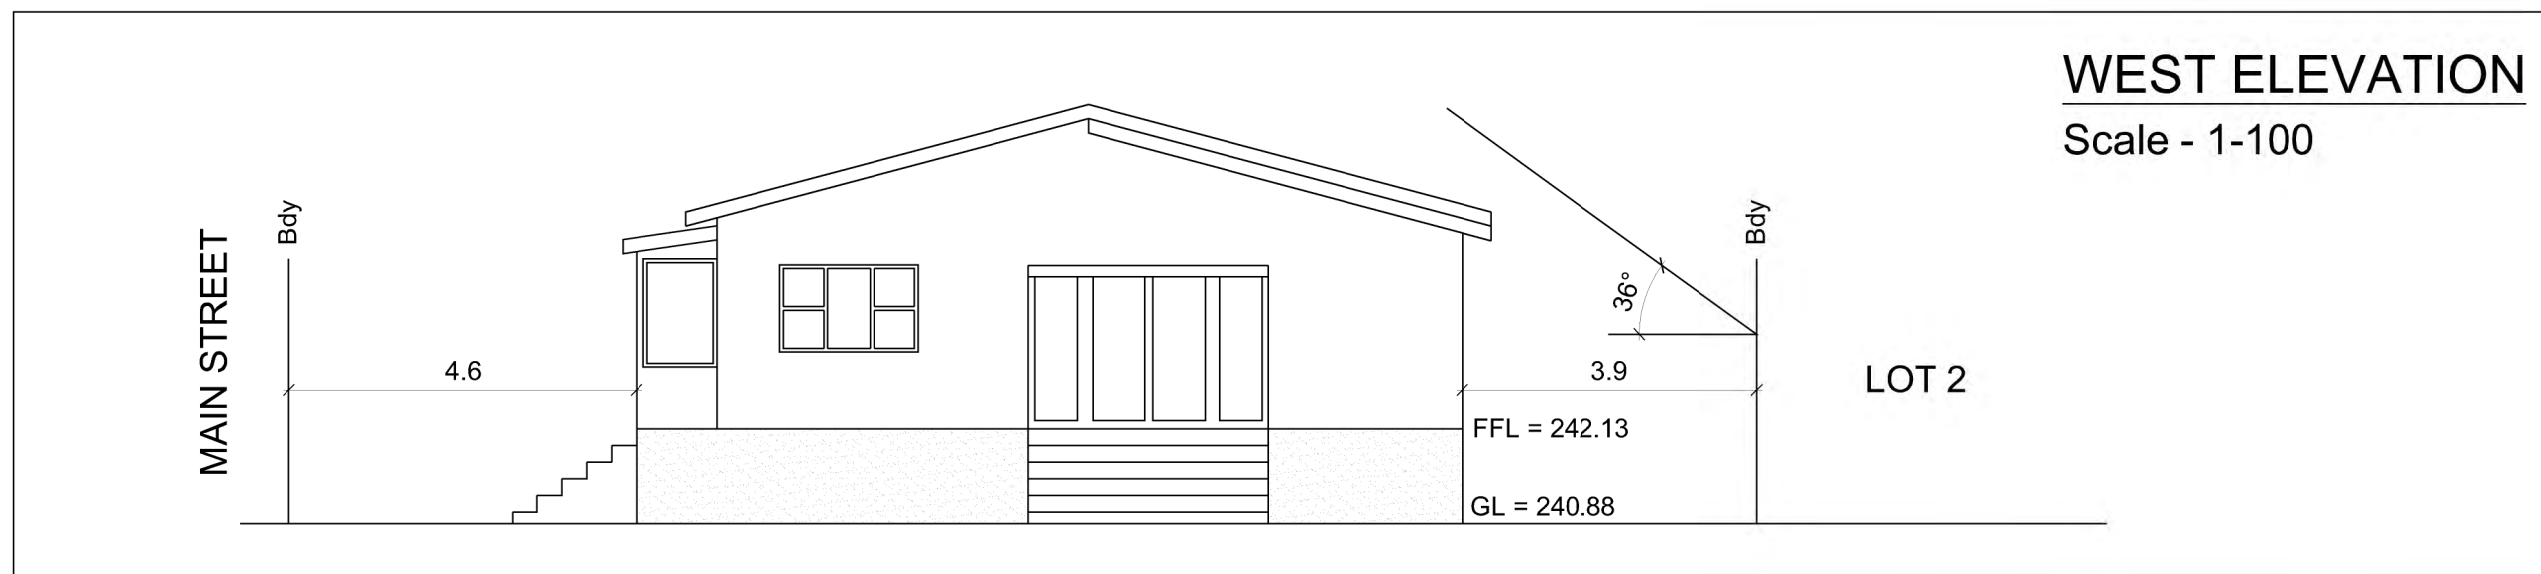 WEST ELEVATION
Scale - 1-100
MAIN STREET
Bdy
4.6
36°
Bdy
3.9
LOT 2
FFL = 242.13
GL = 240.88